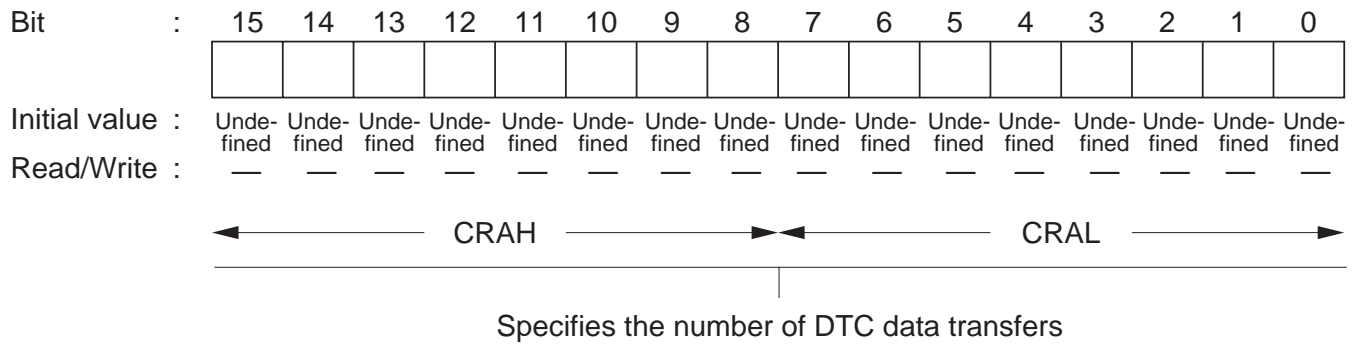 Bit : 15 14 13 12 11 10 9 8 7 6 5 4 3 2 1 0
Initial value : Unde- Unde- Unde- Unde- Unde- Unde- Unde- Unde- Unde- Unde- Unde- Unde- Unde- Unde- Unde- Unde-
fined fined fined fined fined fined fined fined fined fined fined fined fined fined fined fined
Read/Write : — — — — — — — — — — — — — — — —
CRAH CRAL
Specifies the number of DTC data transfers